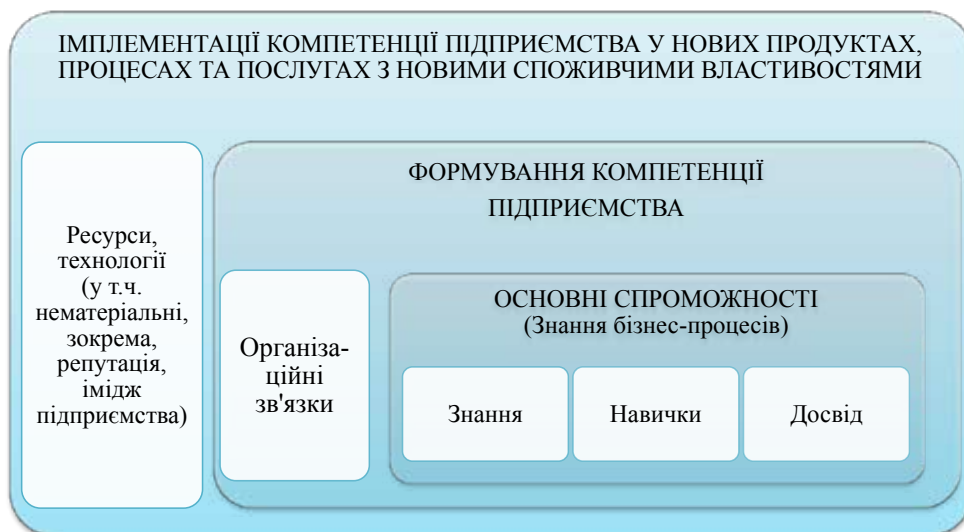 ІМПЛЕМЕНТАЦІЇ КОМПЕТЕНЦІЇ ПІДПРИЄМСТВА У НОВИХ ПРОДУКТАХ,
ПРОЦЕСАХ ТА ПОСЛУГАХ З НОВИМИ СПОЖИВЧИМИ ВЛАСТИВОСТЯМИ
Ресурси,
технології
(у т.ч.
нематеріальні,
зокрема,
репутація,
імідж
підприємства)
ФОРМУВАННЯ КОМПЕТЕНЦІЇ
ПІДПРИЄМСТВА
Організа-
ційні
зв'язки
ОСНОВНІ СПРОМОЖНОСТІ
(Знання бізнес-процесів)
Знання
Навички
Досвід